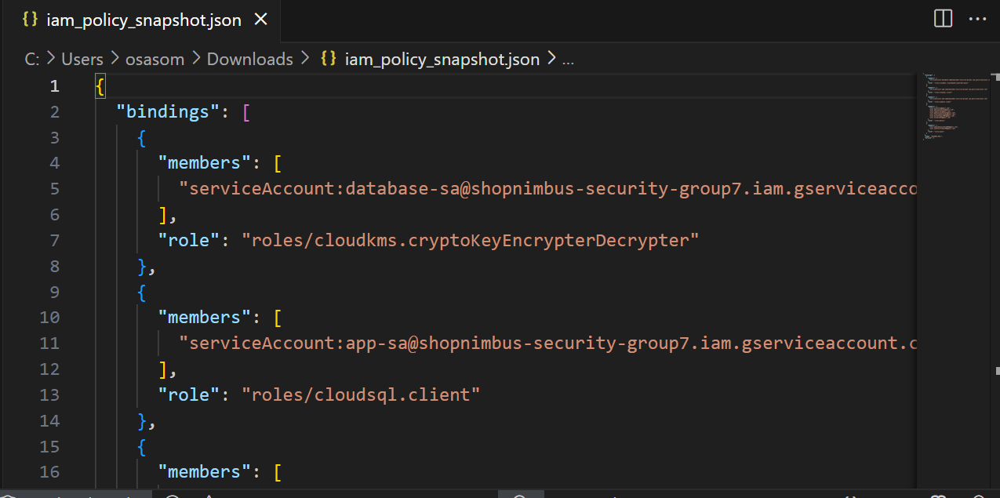 {} iam_policy_snapshot.json ×
C: > Users > osasom > Downloads > {} iam_policy_snapshot.json > ...
1 {
2 "bindings": [
3 {
4 "members": [
5 "serviceAccount:database-sa@shopnimbus-security-group7.iam.gserviceacco
6 ],
7 "role": "roles/cloudkms.cryptoKeyEncrypterDecrypter"
8 },
9 {
10 "members": [
11 "serviceAccount:app-sa@shopnimbus-security-group7.iam.gserviceaccount.c
12 ],
13 "role": "roles/cloudsql.client"
14 },
15 {
16 "members": [